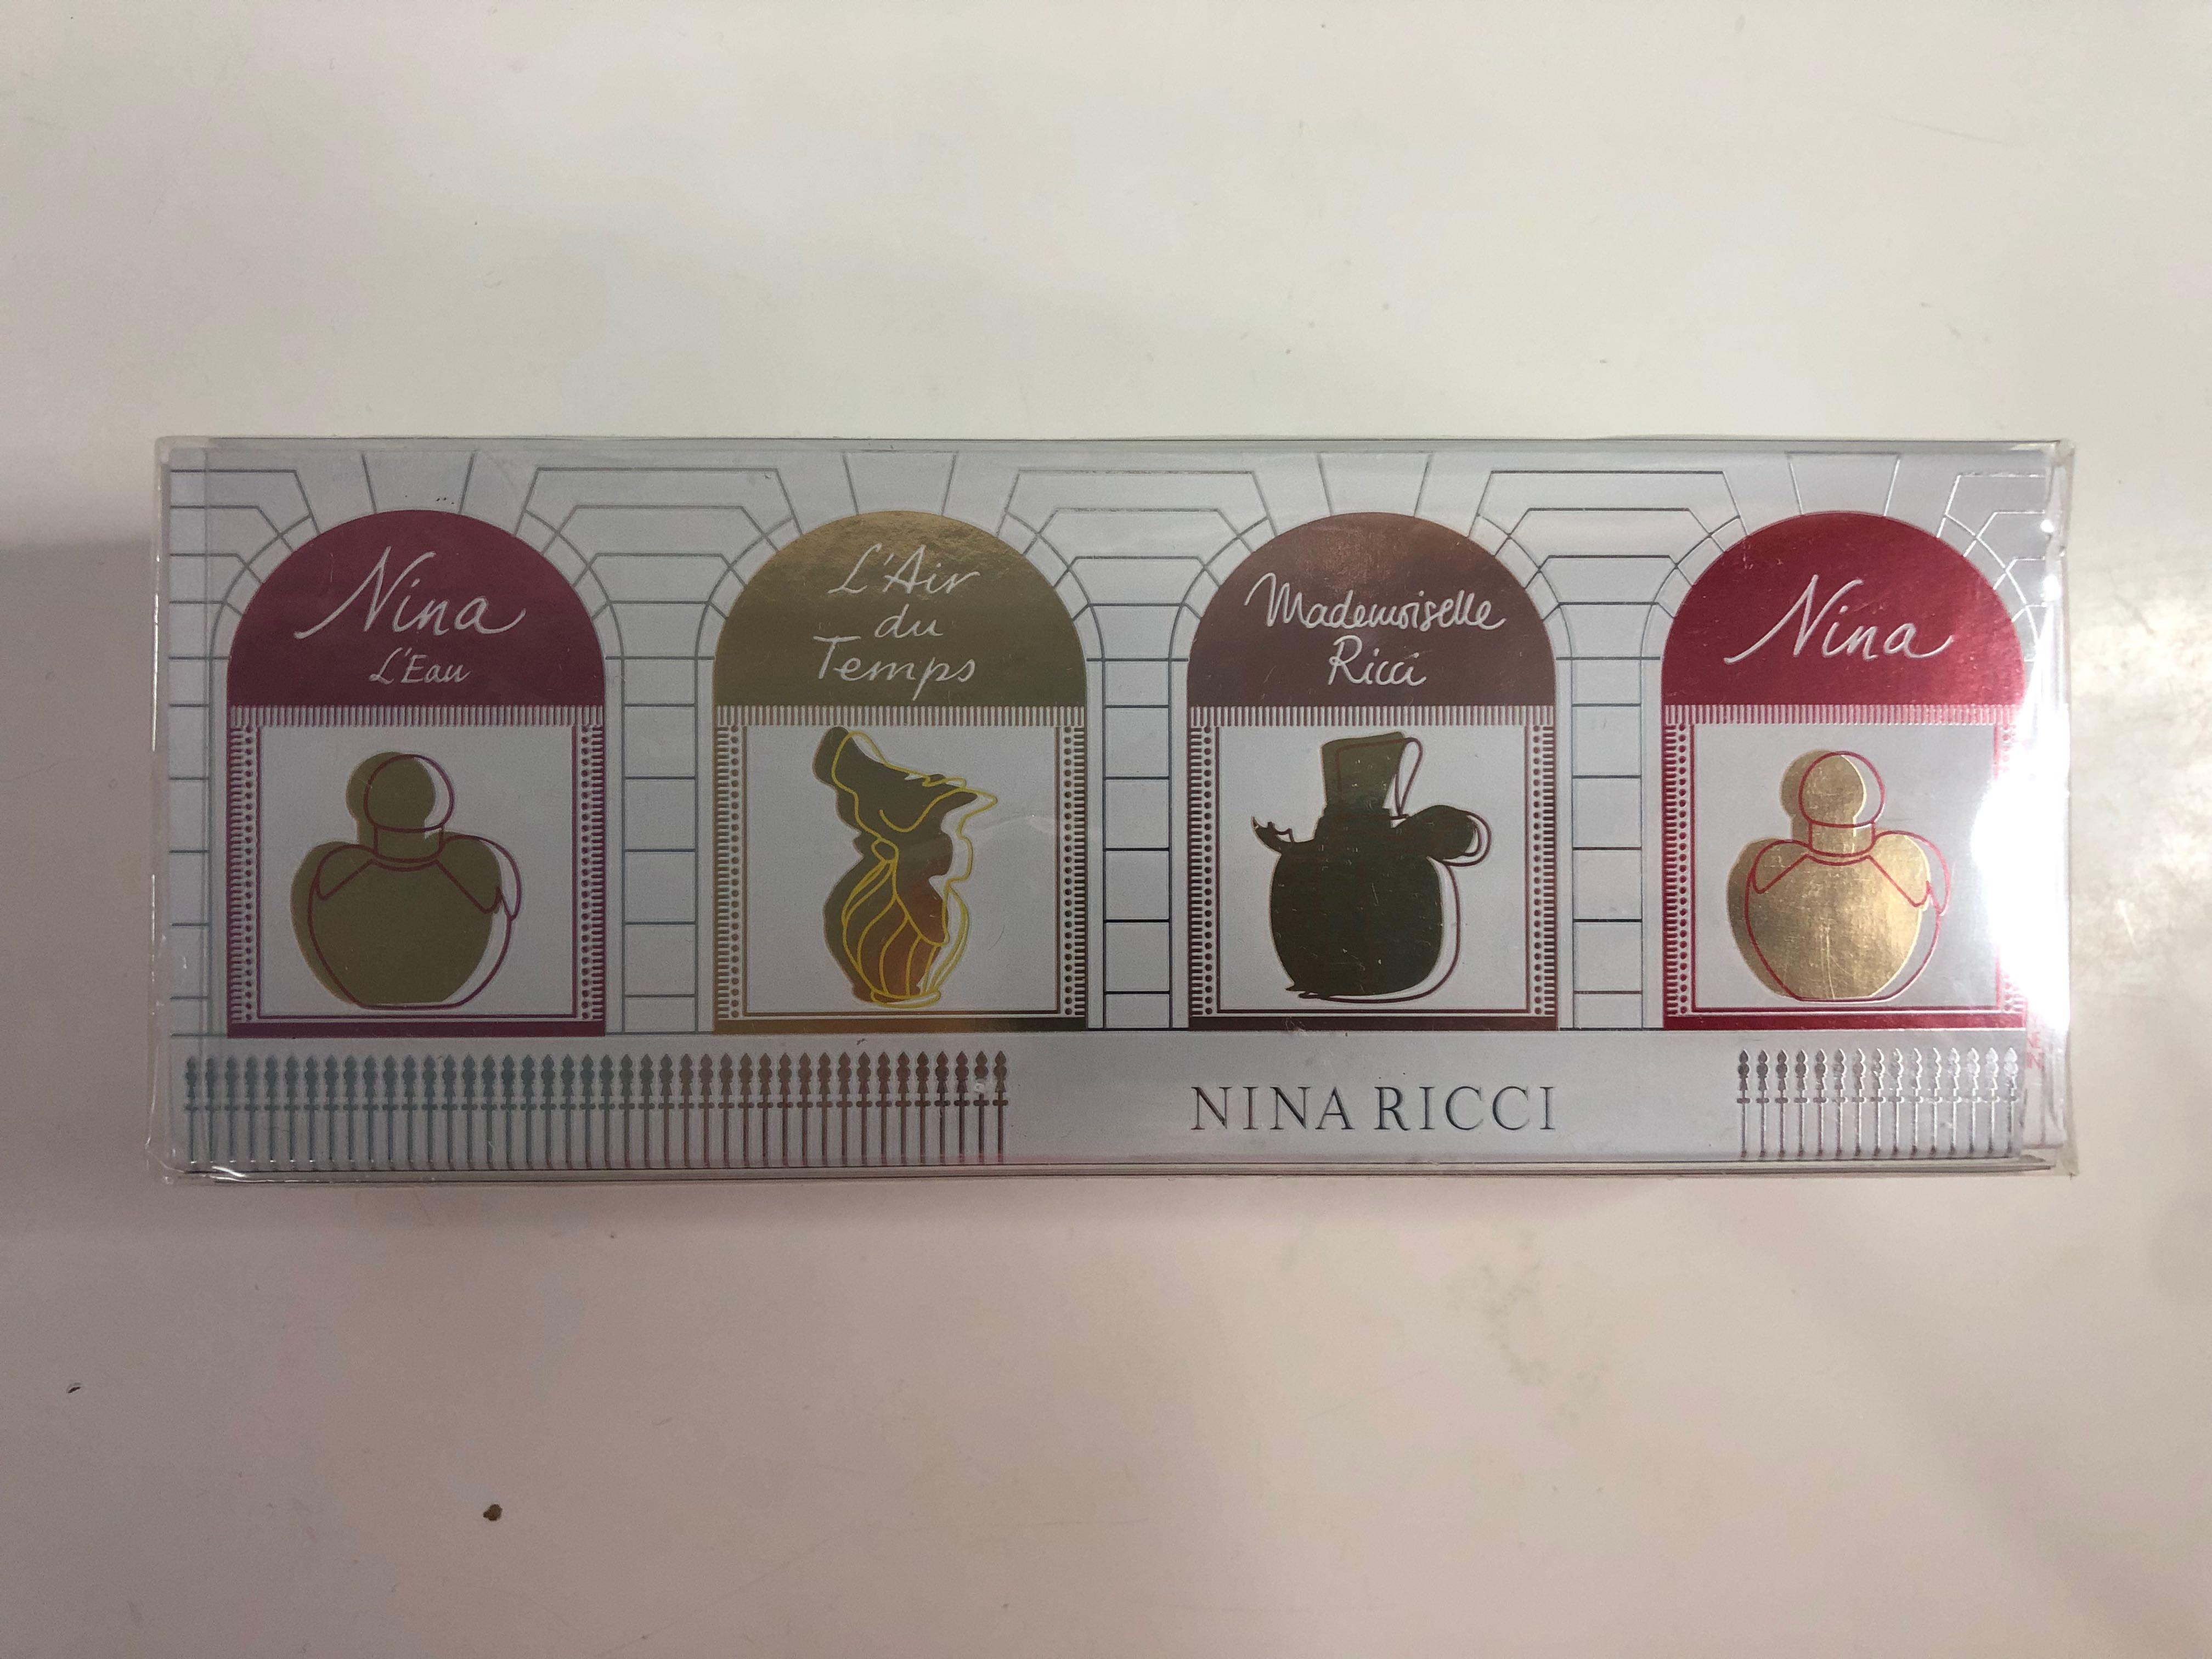 Nina
L'Eau
L'Air
du
Temps
Mademoiselle
Ricci
Nina
NINA RICCI